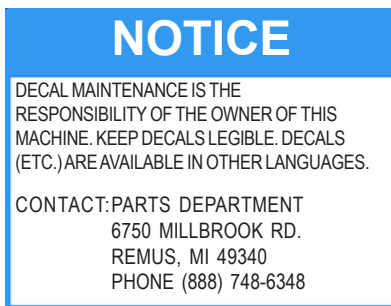 NOTICE
DECAL MAINTENANCE IS THE
RESPONSIBILITY OF THE OWNER OF THIS
MACHINE. KEEP DECALS LEGIBLE. DECALS
(ETC.) ARE AVAILABLE IN OTHER LANGUAGES.
CONTACT:PARTS DEPARTMENT
6750 MILLBROOK RD.
REMUS, MI 49340
PHONE (888) 748-6348